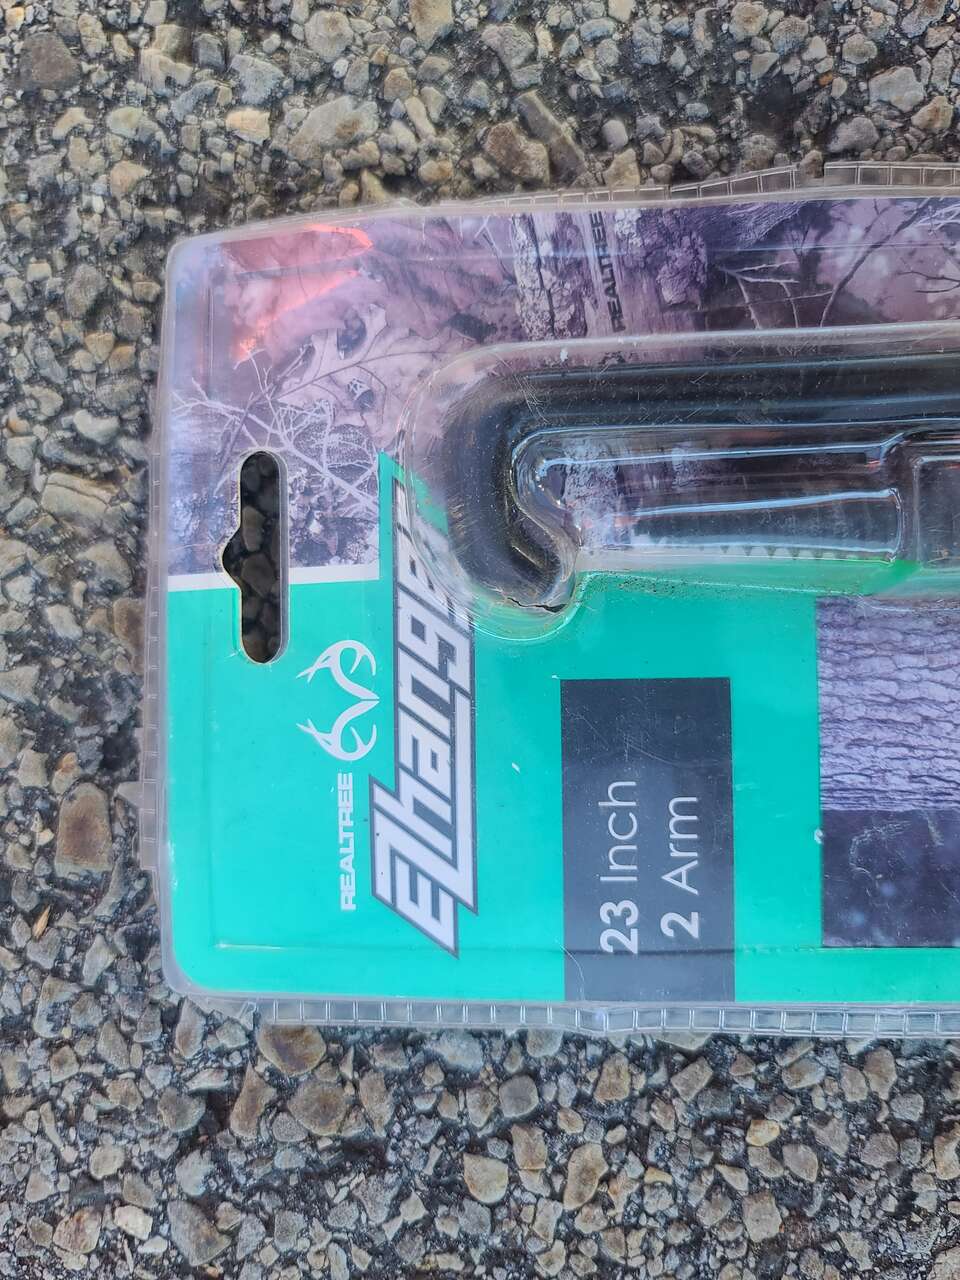 REALTREE
REALTREE
EZhanger
23 Inch
2 Arm